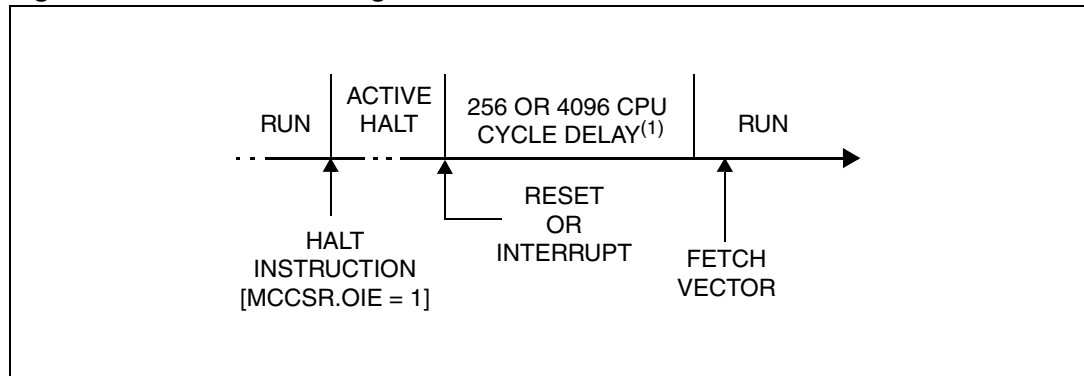 RUN
ACTIVE
HALT
256 OR 4096 CPU
CYCLE DELAY(1)
RUN
HALT
INSTRUCTION
[MCCSR.OIE = 1]
RESET
OR
INTERRUPT
FETCH
VECTOR